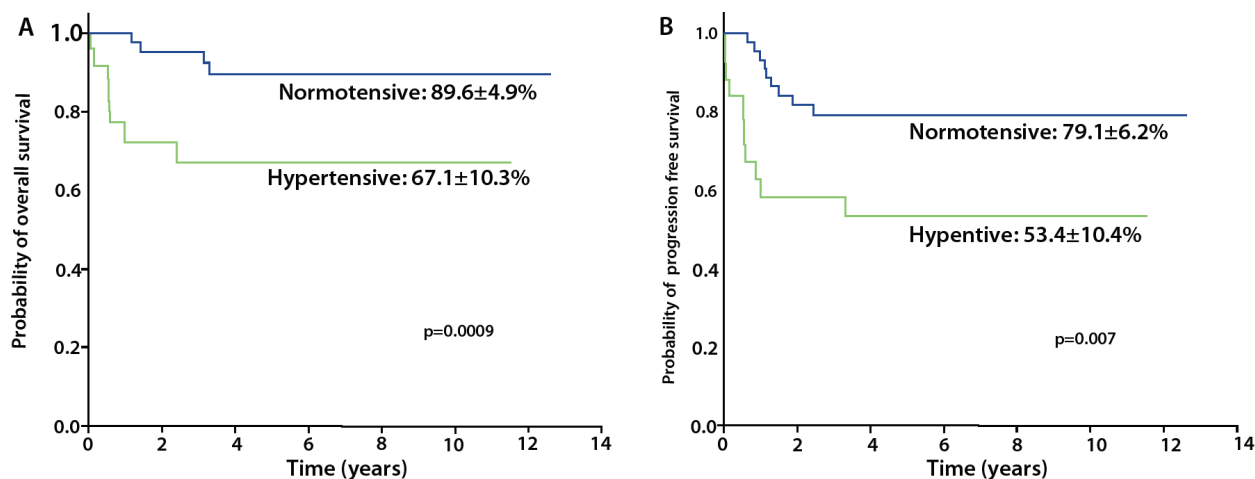 A
Probability of overall survival
1.0
0.8
0.6
0.4
0.2
0.0
Normotensive: 89.6±4.9%
Hypertensive: 67.1±10.3%
p=0.0009
0 2 4 6 8 10 12 14
Time (years)
B
Probability of progression free survival
1.0
0.8
0.6
0.4
0.2
0.0
Normotensive: 79.1±6.2%
Hypentive: 53.4±10.4%
p=0.007
0 2 4 6 8 10 12 14
Time (years)